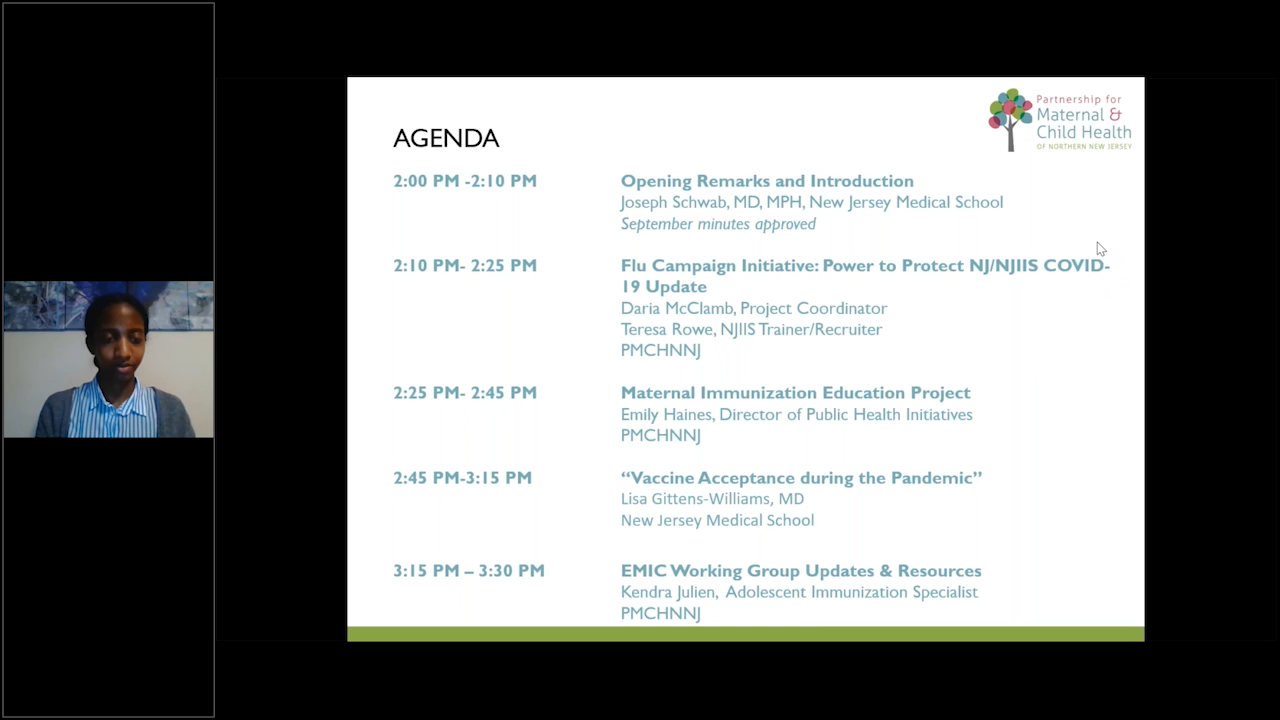 Partnership for
Maternal &
Child Health
OF NORTHERN NEW JERSEY
AGENDA
2:00 PM -2:10 PM
Opening Remarks and Introduction
Joseph Schwab, MD, MPH, New Jersey Medical School
September minutes approved
2:10 PM- 2:25 PM
Flu Campaign Initiative: Power to Protect NJ/NJIIS COVID-
19 Update
Daria McClamb, Project Coordinator
Teresa Rowe, NJIIS Trainer/Recruiter
PMCHNNJ
2:25 PM- 2:45 PM
Maternal Immunization Education Project
Emily Haines, Director of Public Health Initiatives
PMCHNNJ
2:45 PM-3:15 PM
“Vaccine Acceptance during the Pandemic”
Lisa Gittens-Williams, MD
New Jersey Medical School
3:15 PM – 3:30 PM
EMIC Working Group Updates & Resources
Kendra Julien, Adolescent Immunization Specialist
PMCHNNJ